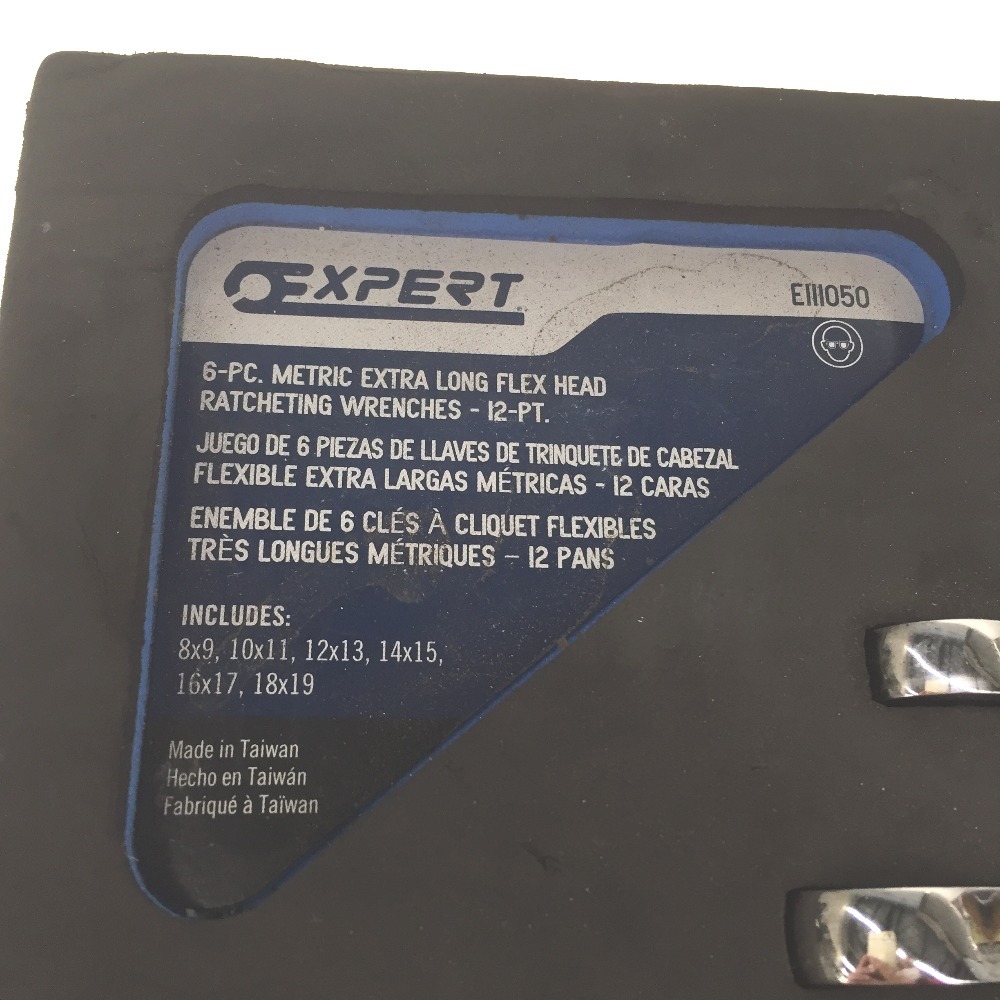 EXPERT
E111050
6-PC. METRIC EXTRA LONG FLEX HEAD
RATCHETING WRENCHES - 12-PT.
JUEGO DE 6 PIEZAS DE LLAVES DE TRINQUETE DE CABEZAL
FLEXIBLE EXTRA LARGAS MÉTRICAS - 12 CARAS
ENEMBLE DE 6 CLÉS À CLIQUET FLEXIBLES
TRÈS LONGUES MÉTRIQUES – 12 PANS
INCLUDES:
8x9, 10x11, 12x13, 14x15,
16x17, 18x19
Made in Taiwan
Hecho en Taiwán
Fabriqué à Taïwan